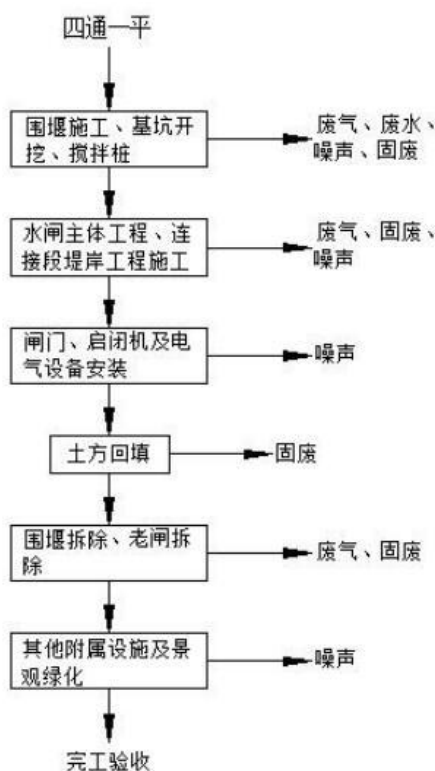 四通一平
围堰施工、基坑开
挖、搅拌桩
废气、废水、
噪声、固废
水闸主体工程、连
接段堤岸工程施工
废气、固废、
噪声
闸门、启闭机及电
气设备安装
噪声
土方回填
固废
围堰拆除、老闸拆
除
废气、固废
其他附属设施及景
观绿化
噪声
完工验收